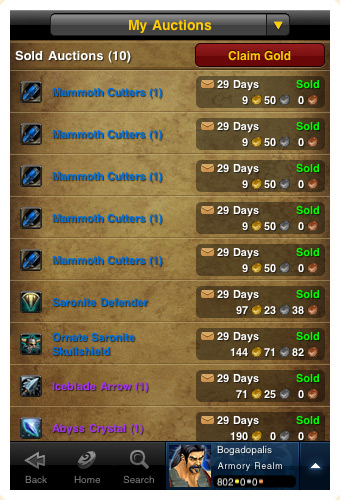 My Auctions
Sold Auctions (10)
Claim Gold
Mammoth Cutters (1)
29 Days
Sold
9 50 0
Mammoth Cutters (1)
29 Days
Sold
9 50 0
Mammoth Cutters (1)
29 Days
Sold
9 50 0
Mammoth Cutters (1)
29 Days
Sold
9 50 0
Mammoth Cutters (1)
29 Days
Sold
9 50 0
Saronite Defender
29 Days
Sold
97 23 38
Ornate Saronite
Skullshield
29 Days
Sold
144 71 82
Iceblade Arrow (1)
29 Days
Sold
71 25 0
Abyss Crystal (1)
29 Days
Sold
190 0 0
Back
Home
Search
Bogadopalis
Armory Realm
802 0 0